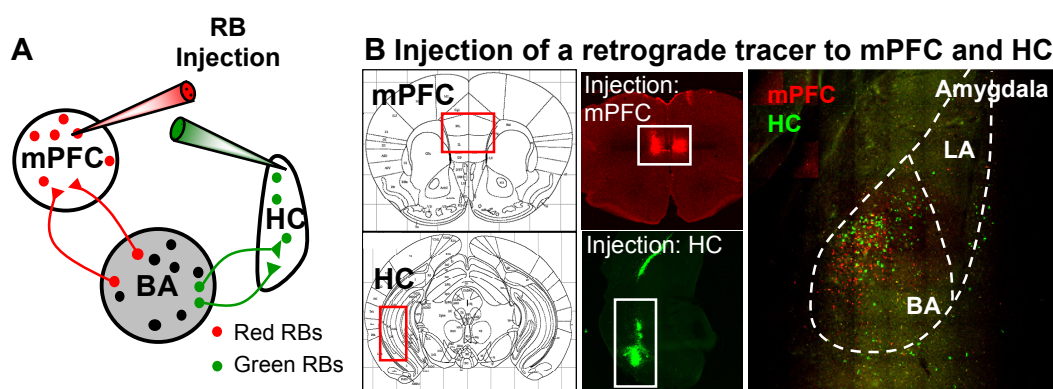 A
RB
Injection
mPFC
HC
BA
Red RBs
Green RBs
B Injection of a retrograde tracer to mPFC and HC
mPFC
Injection:
mPFC
HC
Injection: HC
mPFC
HC
Amygdala
LA
BA